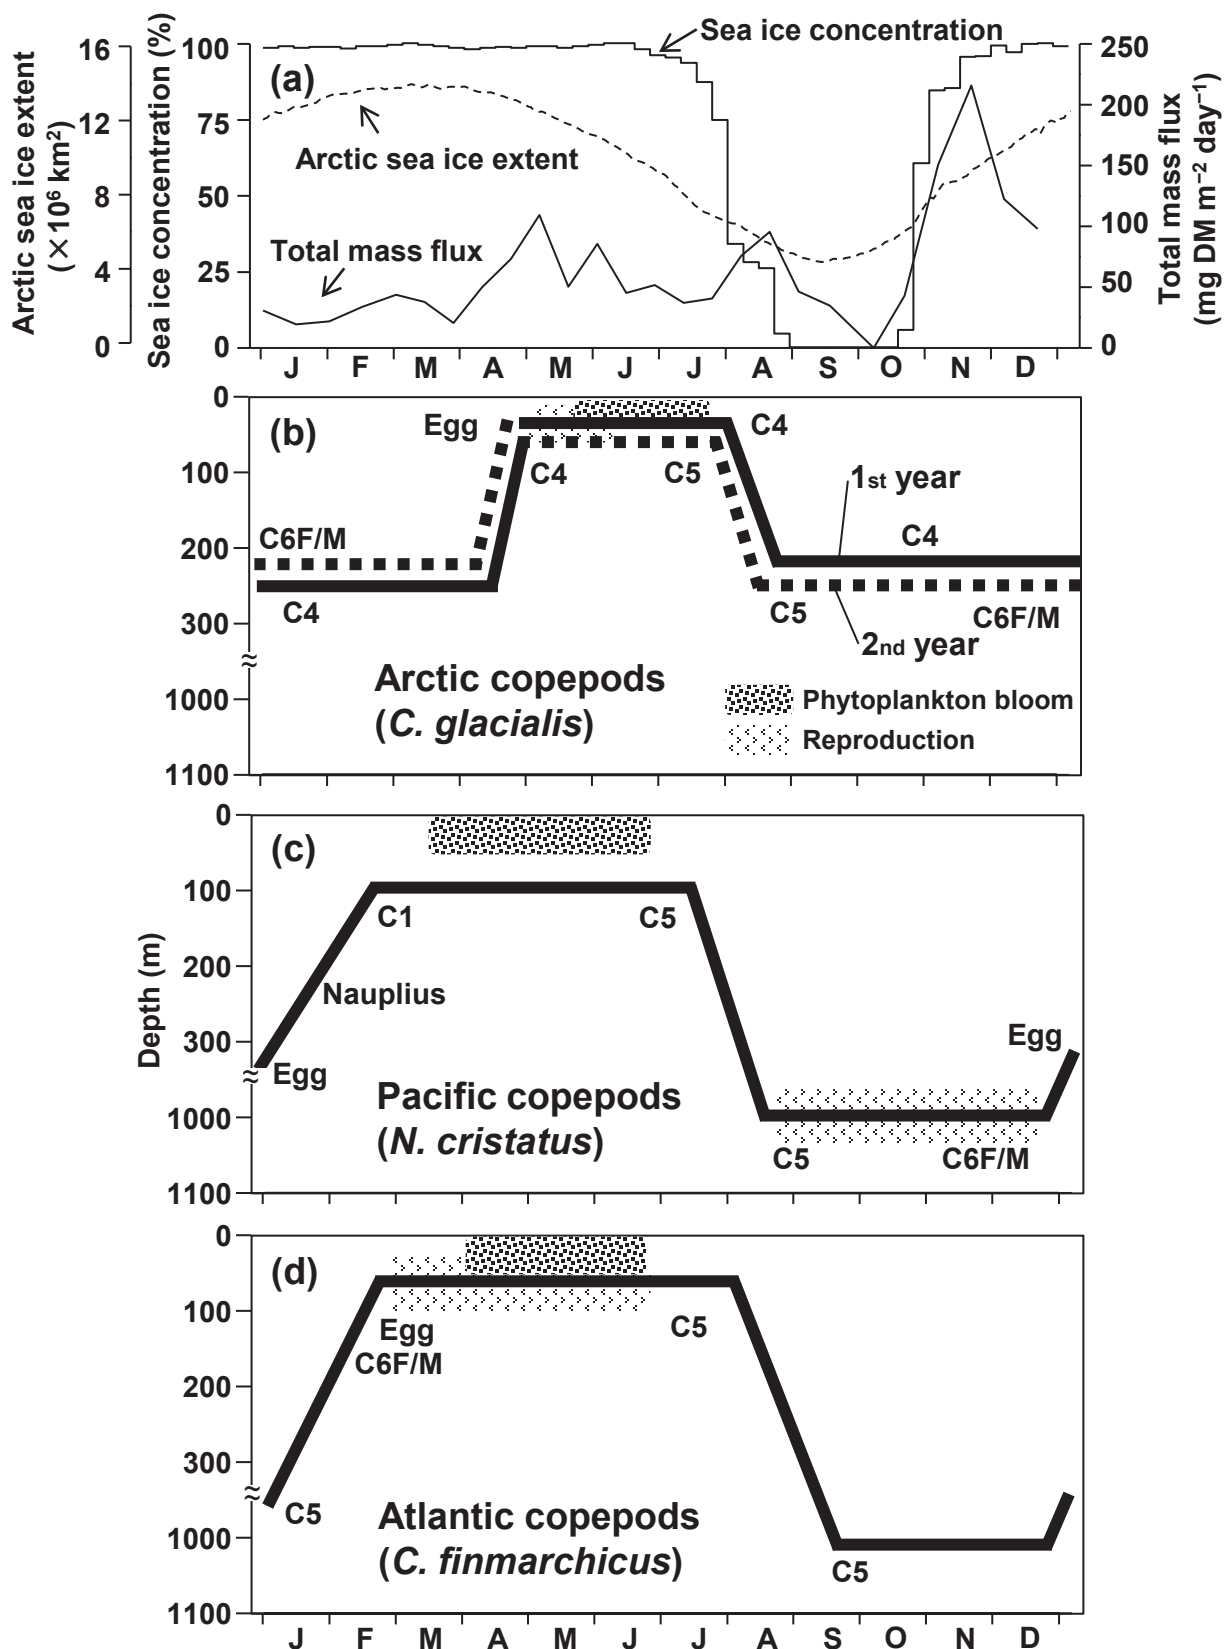 Arctic sea ice extent
(×10⁶ km²)
16
12
8
4
0
Sea ice concentration (%)
100
75
50
25
0
(a)
Sea ice concentration
Arctic sea ice extent
Total mass flux
250
200
150
100
50
0
Total mass flux
(mg DM m⁻² day⁻¹)
J F M A M J J A S O N D
0
100
200
300
≈
1000
1100
(b)
Egg
C4
C4
C5
1st year
C6F/M
C4
C4
C5
C6F/M
2nd year
Arctic copepods
(C. glacialis)
Phytoplankton bloom
Reproduction
Depth (m)
0
100
200
300
≈
1000
1100
(c)
C1
C5
Nauplius
Egg
Egg
Pacific copepods
(N. cristatus)
C5
C6F/M
0
100
200
300
≈
1000
1100
(d)
Egg
C6F/M
C5
C5
Atlantic copepods
(C. finmarchicus)
C5
J F M A M J J A S O N D